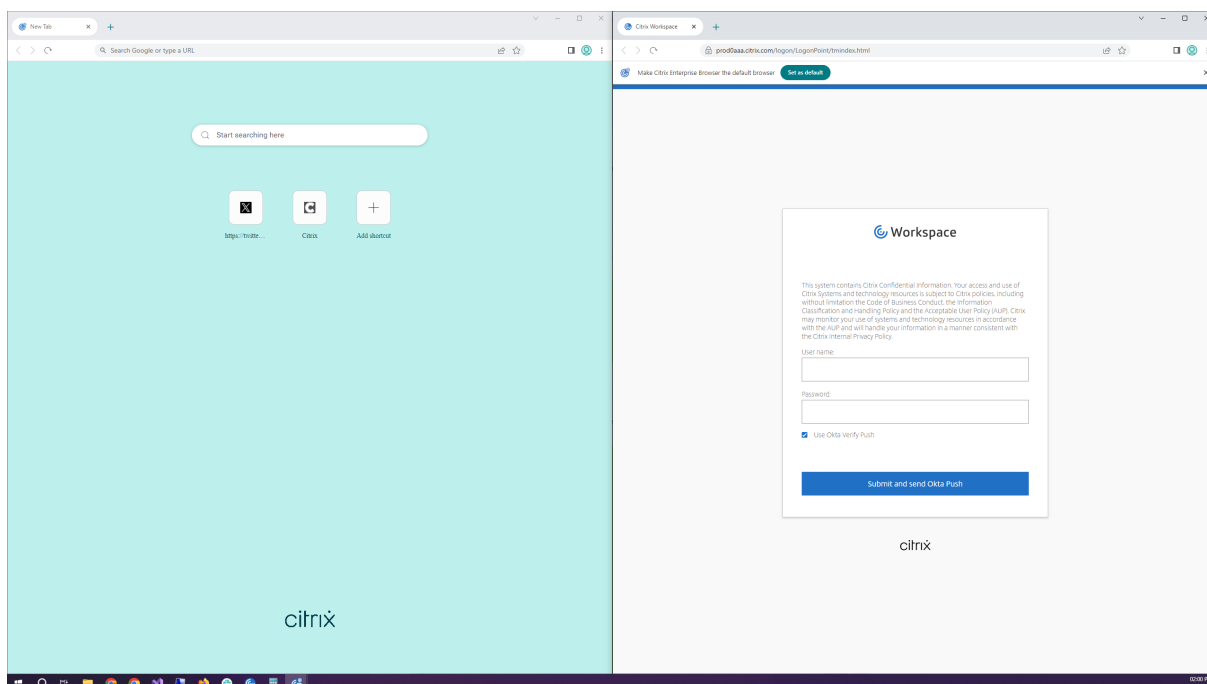 New Tab
Search Google or type a URL
Start searching here
https://twitte...
Citrix
Add shortcut
citrix
Citrix Workspace
prod0aaa.citrix.com/logon/LogonPoint/tmindex.html
Make Citrix Enterprise Browser the default browser
Set as default
Workspace
This system contains Citrix Confidential Information. Your access and use of
Citrix Systems and technology resources is subject to Citrix policies, including
without limitation the Code of Business Conduct, the Information
Classification and Handling Policy and the Acceptable User Policy (AUP). Citrix
may monitor your use of systems and technology resources in accordance
with the AUP and will handle your information in a manner consistent with
the Citrix Internal Privacy Policy.
User name
Password
Use Okta Verify Push
Submit and send Okta Push
citrix
02:00 P